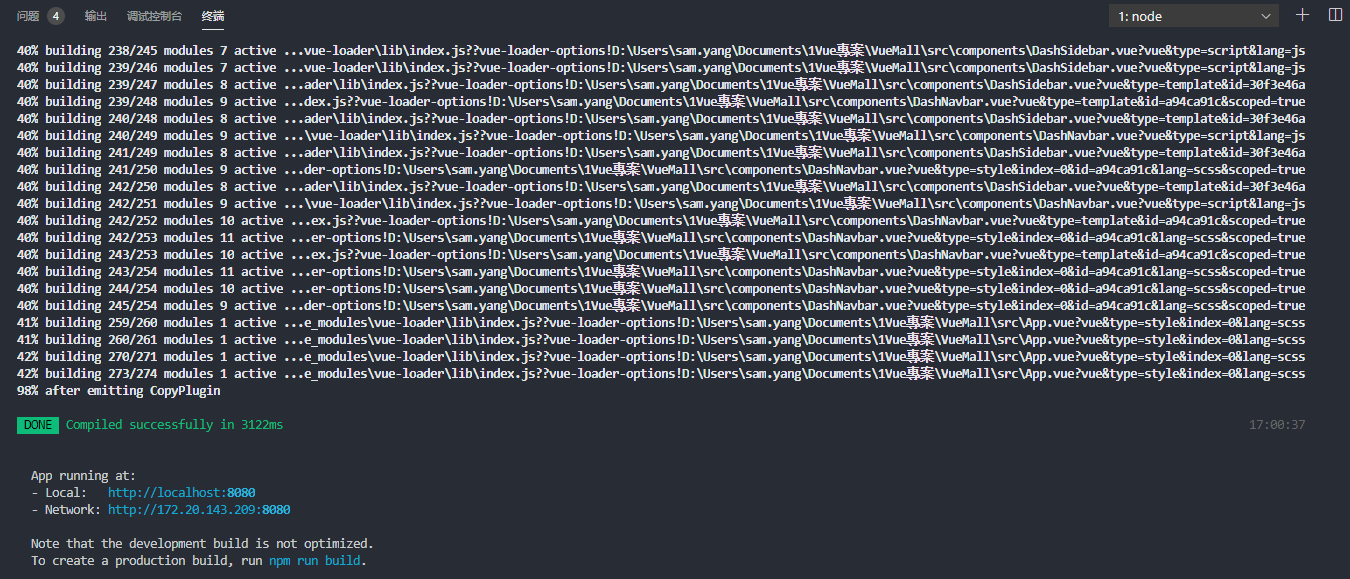 问题 4 输出 调试控制台 终端 1: node
40% building 238/245 modules 7 active ...vue-loader\lib\index.js??vue-loader-options!D:\Users\sam.yang\Documents\1Vue專案\VueMall\src\components\DashSidebar.vue?vue&type=script&lang=js
40% building 239/246 modules 7 active ...vue-loader\lib\index.js??vue-loader-options!D:\Users\sam.yang\Documents\1Vue專案\VueMall\src\components\DashSidebar.vue?vue&type=script&lang=js
40% building 239/247 modules 8 active ...ader\lib\index.js??vue-loader-options!D:\Users\sam.yang\Documents\1Vue專案\VueMall\src\components\DashSidebar.vue?vue&type=template&id=30f3e46a
40% building 239/248 modules 9 active ...dex.js??vue-loader-options!D:\Users\sam.yang\Documents\1Vue專案\VueMall\src\components\DashNavbar.vue?vue&type=template&id=a94ca91c&scoped=true
40% building 240/248 modules 8 active ...ader\lib\index.js??vue-loader-options!D:\Users\sam.yang\Documents\1Vue專案\VueMall\src\components\DashSidebar.vue?vue&type=template&id=30f3e46a
40% building 240/249 modules 9 active ...\vue-loader\lib\index.js??vue-loader-options!D:\Users\sam.yang\Documents\1Vue專案\VueMall\src\components\DashNavbar.vue?vue&type=script&lang=js
40% building 241/249 modules 8 active ...ader\lib\index.js??vue-loader-options!D:\Users\sam.yang\Documents\1Vue專案\VueMall\src\components\DashSidebar.vue?vue&type=template&id=30f3e46a
40% building 241/250 modules 9 active ...der-options!D:\Users\sam.yang\Documents\1Vue專案\VueMall\src\components\DashNavbar.vue?vue&type=style&index=0&id=a94ca91c&lang=scss&scoped=true
40% building 242/250 modules 8 active ...ader\lib\index.js??vue-loader-options!D:\Users\sam.yang\Documents\1Vue專案\VueMall\src\components\DashSidebar.vue?vue&type=template&id=30f3e46a
40% building 242/251 modules 9 active ...\vue-loader\lib\index.js??vue-loader-options!D:\Users\sam.yang\Documents\1Vue專案\VueMall\src\components\DashNavbar.vue?vue&type=script&lang=js
40% building 242/252 modules 10 active ...ex.js??vue-loader-options!D:\Users\sam.yang\Documents\1Vue專案\VueMall\src\components\DashNavbar.vue?vue&type=template&id=a94ca91c&scoped=true
40% building 242/253 modules 11 active ...er-options!D:\Users\sam.yang\Documents\1Vue專案\VueMall\src\components\DashNavbar.vue?vue&type=style&index=0&id=a94ca91c&lang=scss&scoped=true
40% building 243/253 modules 10 active ...ex.js??vue-loader-options!D:\Users\sam.yang\Documents\1Vue專案\VueMall\src\components\DashNavbar.vue?vue&type=template&id=a94ca91c&scoped=true
40% building 243/254 modules 11 active ...er-options!D:\Users\sam.yang\Documents\1Vue專案\VueMall\src\components\DashNavbar.vue?vue&type=style&index=0&id=a94ca91c&lang=scss&scoped=true
40% building 244/254 modules 10 active ...er-options!D:\Users\sam.yang\Documents\1Vue專案\VueMall\src\components\DashNavbar.vue?vue&type=style&index=0&id=a94ca91c&lang=scss&scoped=true
40% building 245/254 modules 9 active ...der-options!D:\Users\sam.yang\Documents\1Vue專案\VueMall\src\components\DashNavbar.vue?vue&type=style&index=0&id=a94ca91c&lang=scss&scoped=true
41% building 259/260 modules 1 active ...e_modules\vue-loader\lib\index.js??vue-loader-options!D:\Users\sam.yang\Documents\1Vue專案\VueMall\src\App.vue?vue&type=style&index=0&lang=scss
41% building 260/261 modules 1 active ...e_modules\vue-loader\lib\index.js??vue-loader-options!D:\Users\sam.yang\Documents\1Vue專案\VueMall\src\App.vue?vue&type=style&index=0&lang=scss
42% building 270/271 modules 1 active ...e_modules\vue-loader\lib\index.js??vue-loader-options!D:\Users\sam.yang\Documents\1Vue專案\VueMall\src\App.vue?vue&type=style&index=0&lang=scss
42% building 273/274 modules 1 active ...e_modules\vue-loader\lib\index.js??vue-loader-options!D:\Users\sam.yang\Documents\1Vue專案\VueMall\src\App.vue?vue&type=style&index=0&lang=scss
98% after emitting CopyPlugin
DONE Compiled successfully in 3122ms 17:00:37
App running at:
- Local: http://localhost:8080
- Network: http://172.20.143.209:8080
Note that the development build is not optimized.
To create a production build, run npm run build.